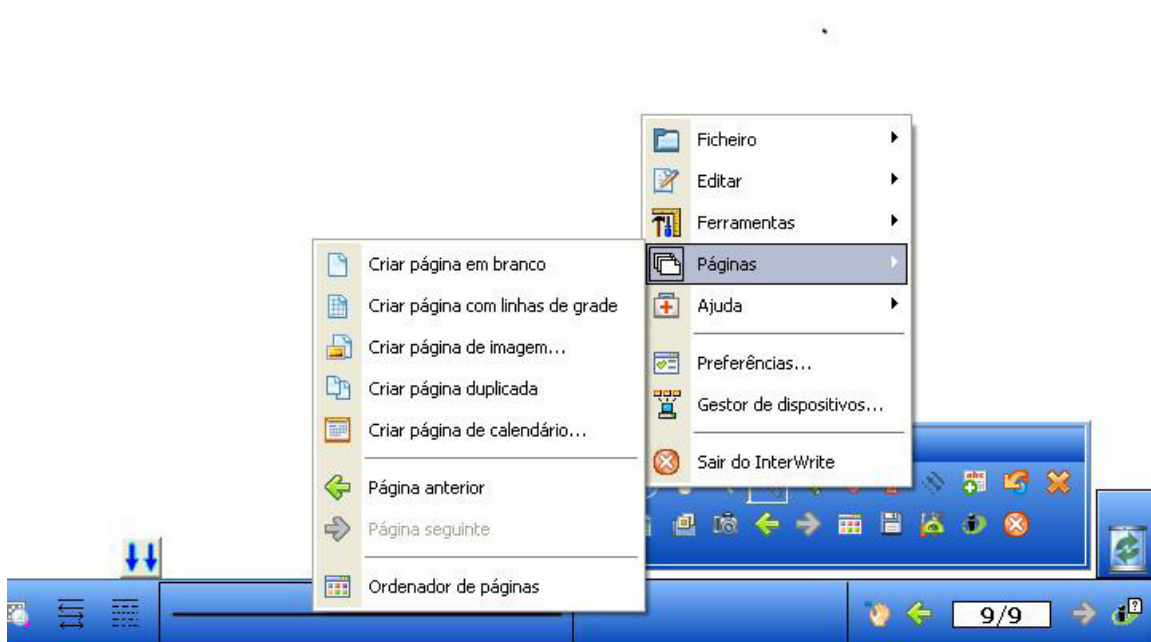 Ficheiro
Editar
Ferramentas
Páginas
Ajuda
Preferências...
Gestor de dispositivos...
Sair do InterWrite
Criar página em branco
Criar página com linhas de grade
Criar página de imagem...
Criar página duplicada
Criar página de calendário...
Página anterior
Página seguinte
Ordenador de páginas
abc
9/9
?